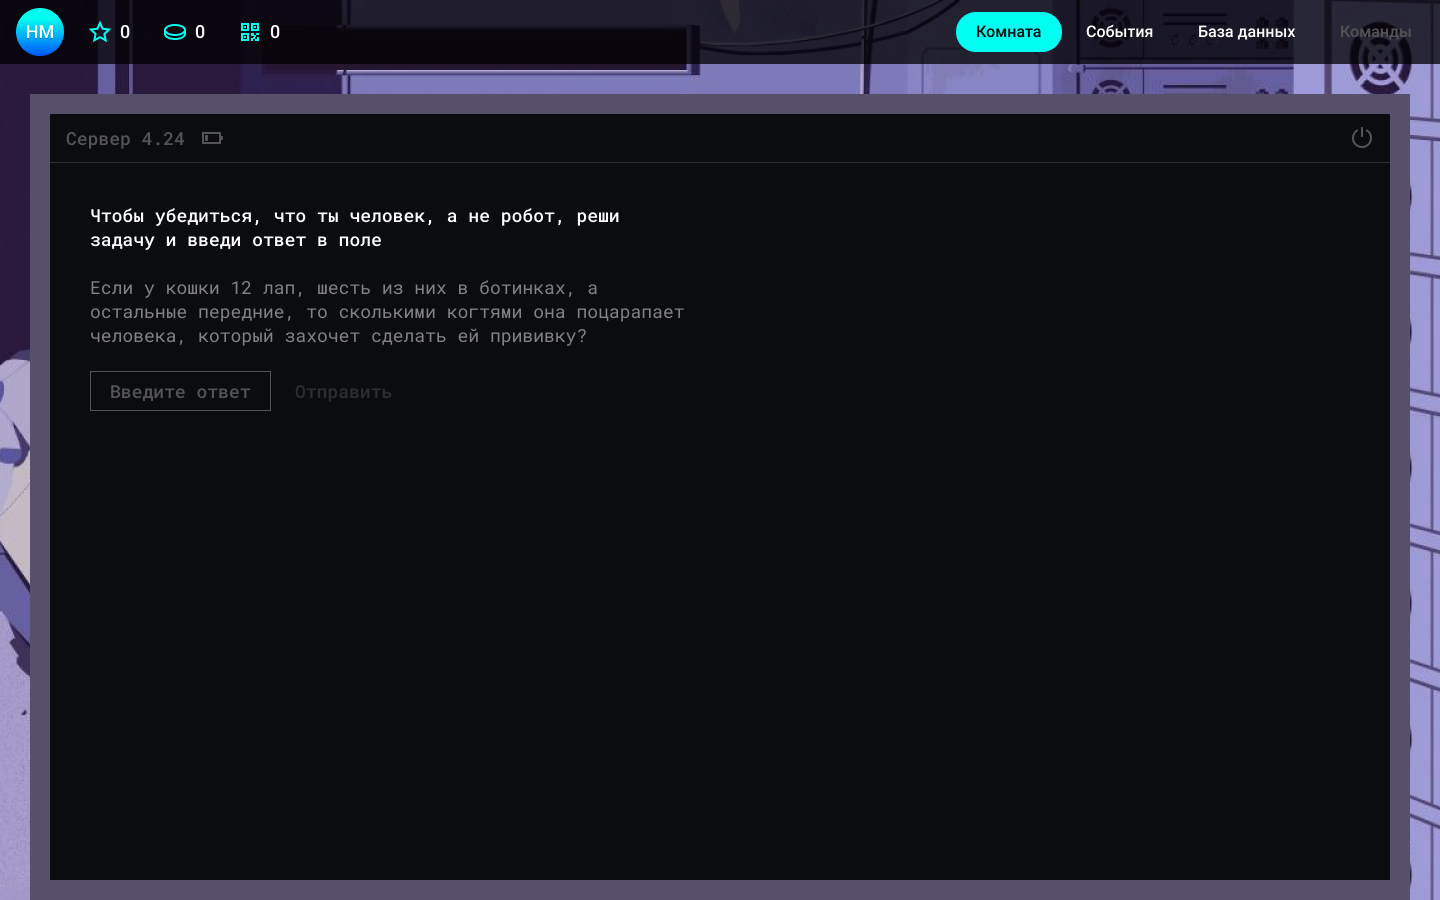 НМ 0 0 0 Комната События База данных Команды
Сервер 4.24
Чтобы убедиться, что ты человек, а не робот, реши
задачу и введи ответ в поле
Если у кошки 12 лап, шесть из них в ботинках, а
остальные передние, то сколькими когтями она поцарапает
человека, который захочет сделать ей прививку?
Введите ответ Отправить